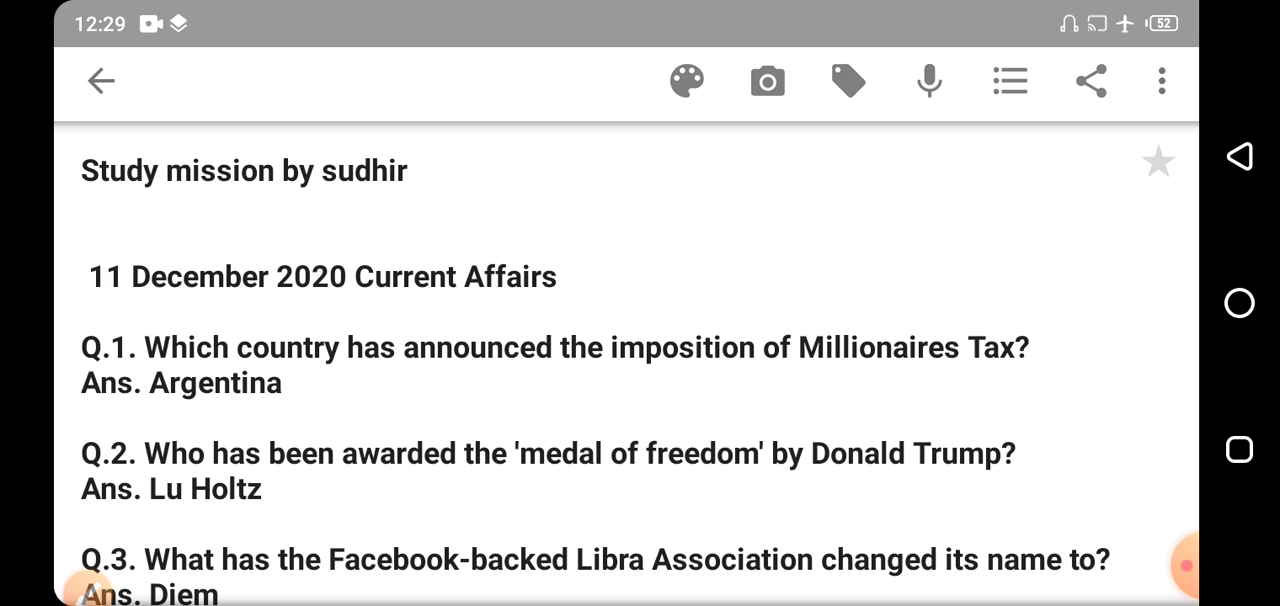 12:29
52
Study mission by sudhir
11 December 2020 Current Affairs
Q.1. Which country has announced the imposition of Millionaires Tax?
Ans. Argentina
Q.2. Who has been awarded the 'medal of freedom' by Donald Trump?
Ans. Lu Holtz
Q.3. What has the Facebook-backed Libra Association changed its name to?
Ans. Diem